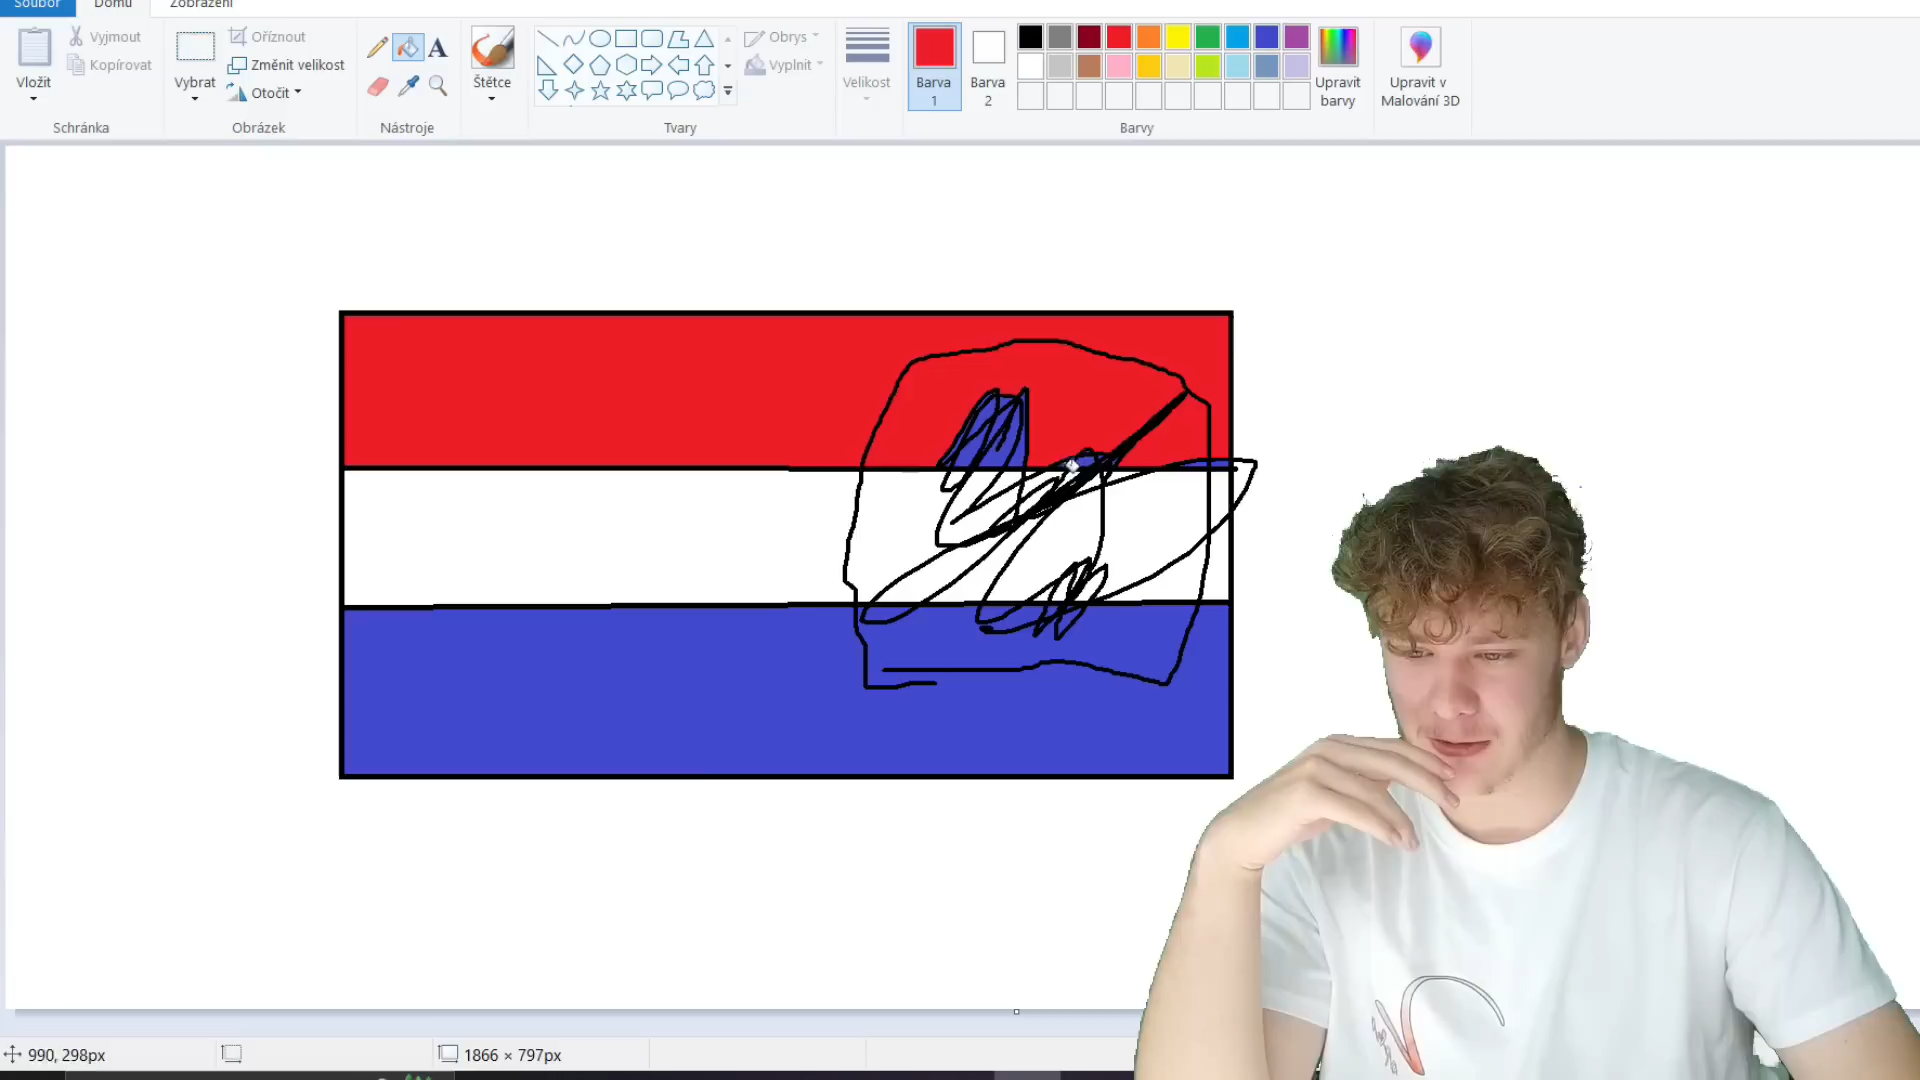 Soubor Domů Zobrazení
Vložit
Vyjmout
Kopírovat
Schránka
Vybrat
Oříznout
Změnit velikost
Otočit
Obrázek
A
Nástroje
Štětce
Tvary
Obrys
Vyplnit
Velikost
Barva
1
Barva
2
Upravit
barvy
Barvy
Upravit v
Malování 3D
990, 298px
1866 × 797px